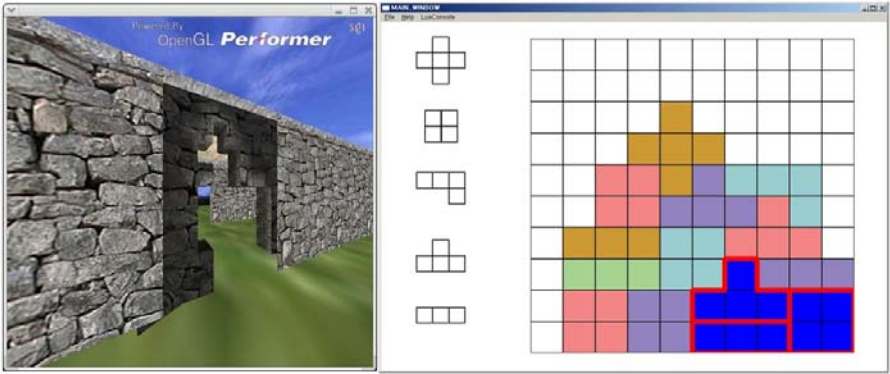 Powered By
OpenGL Performer
sgi
MAIN_WINDOW
File Help LuaConsole